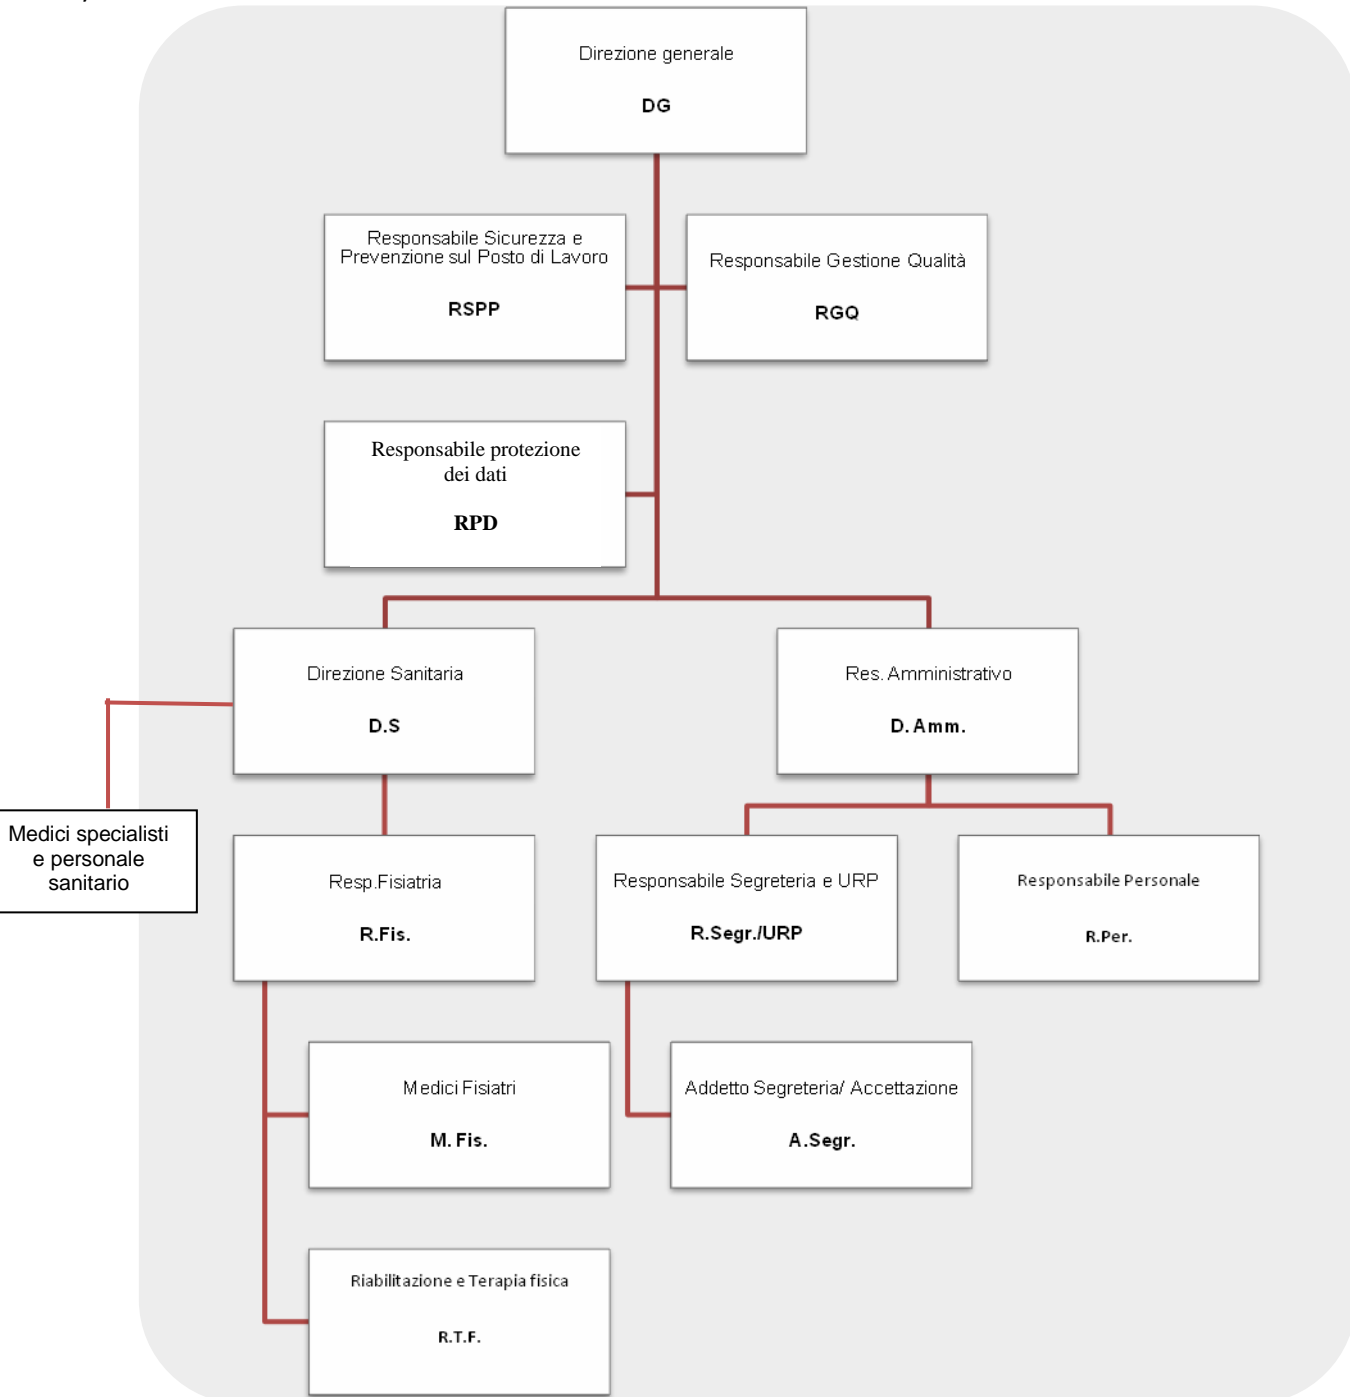 Direzione generale
DG
Responsabile Sicurezza e
Prevenzione sul Posto di Lavoro
RSPP
Responsabile Gestione Qualità
RGQ
Responsabile protezione
dei dati
RPD
Direzione Sanitaria
D.S
Res. Amministrativo
D. Amm.
Medici specialisti
e personale
sanitario
Resp.Fisiatria
R.Fis.
Responsabile Segreteria e URP
R.Segr./URP
Responsabile Personale
R.Per.
Medici Fisiatri
M. Fis.
Addetto Segreteria/ Accettazione
A.Segr.
Riabilitazione e Terapia fisica
R.T.F.